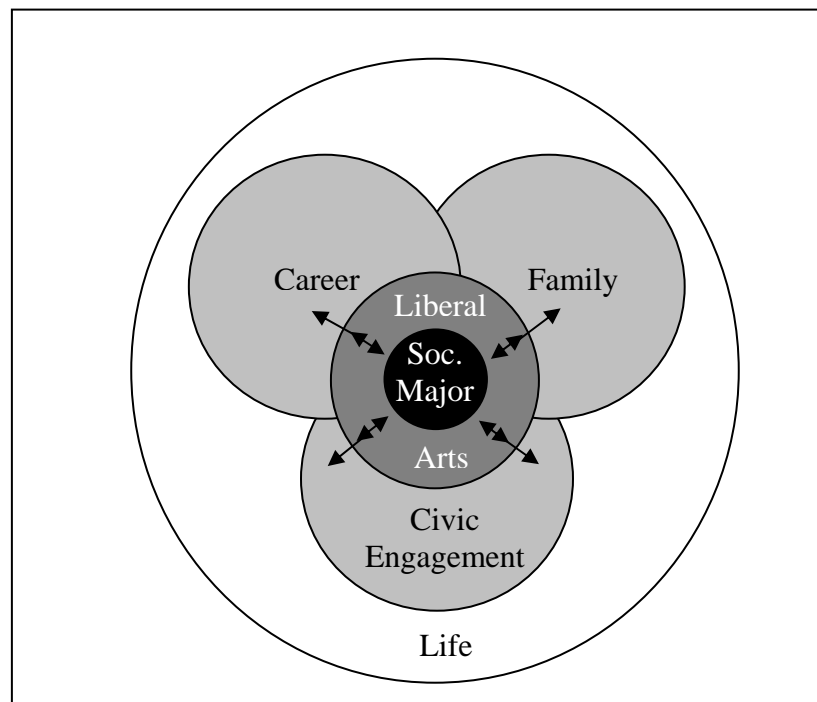 Career
Family
Liberal
Soc.
Major
Arts
Civic
Engagement
Life